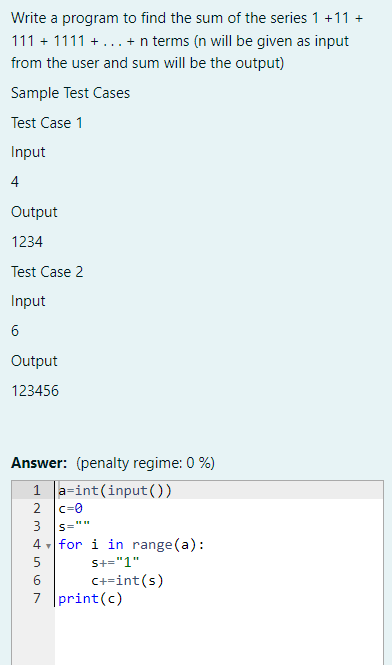 Write a program to find the sum of the series 1 +11 +
111 + 1111 + . . . + n terms (n will be given as input
from the user and sum will be the output)
Sample Test Cases
Test Case 1
Input
4
Output
1234
Test Case 2
Input
6
Output
123456
Answer: (penalty regime: 0 %)
1 a=int(input())
2 c=0
3 s=""
4 for i in range(a):
5     s+="1"
6     c+=int(s)
7 print(c)